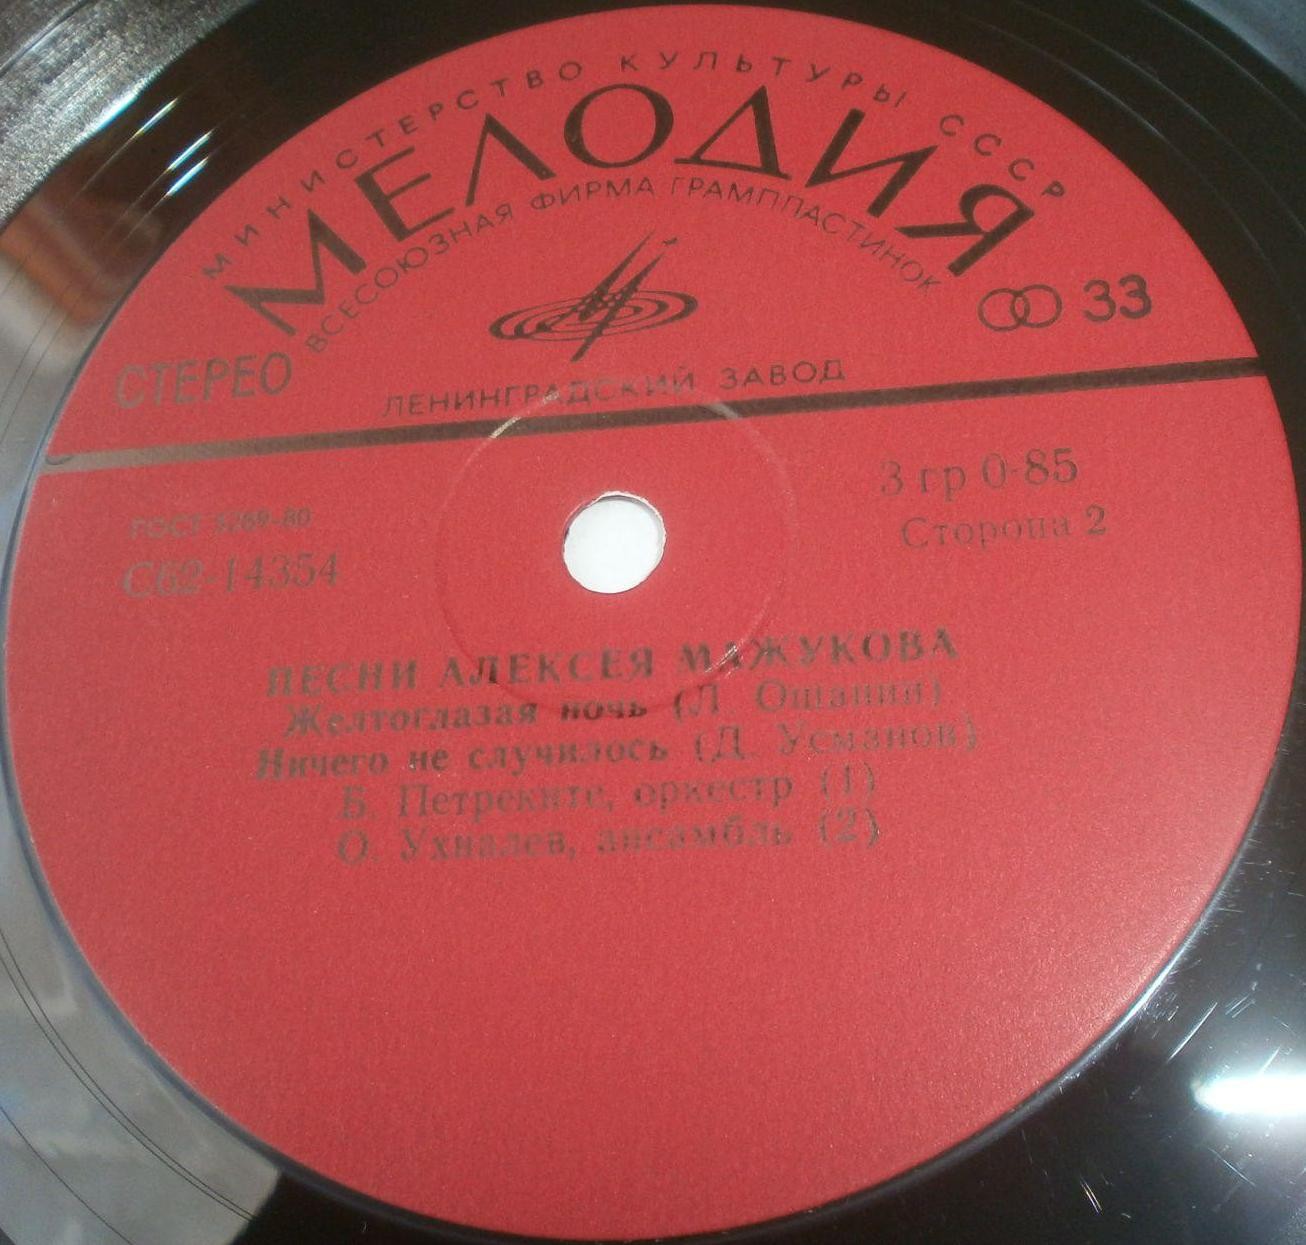 МИНИСТЕРСТВО КУЛЬТУРЫ СССР
МЕЛОДИЯ
ВСЕСОЮЗНАЯ ФИРМА ГРАМПЛАСТИНОК
33
СТЕРЕО
ЛЕНИНГРАДСКИЙ ЗАВОД
3 гр 0-85
ГОСТ 5289-80
Сторона 2
С62-14354
ПЕСНИ АЛЕКСЕЯ МАЖУКОВА
Желтоглазая ночь (Л. Ошанин)
Ничего не случилось (Д. Усманов)
Б. Петреките, оркестр (1)
О. Ухналев, ансамбль (2)